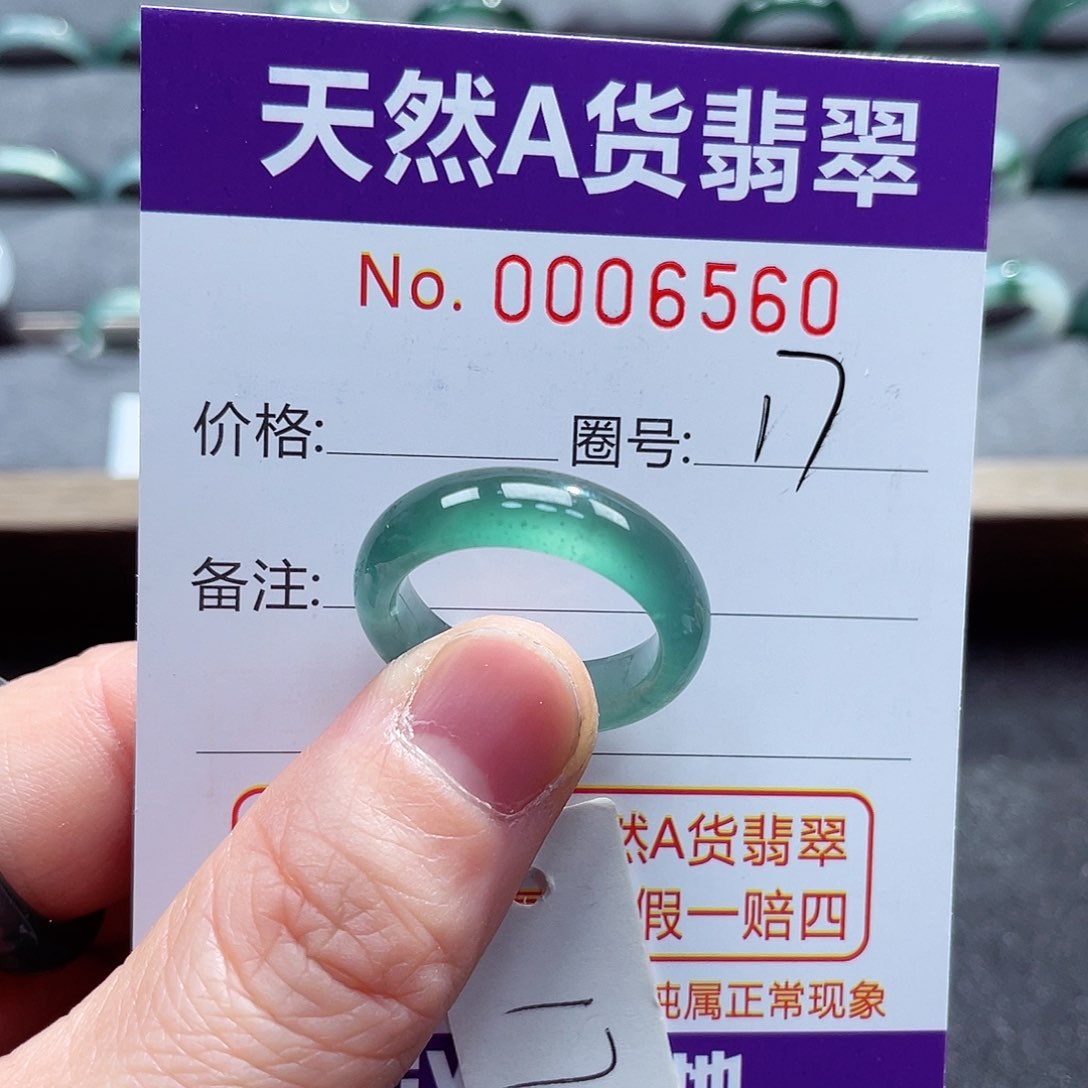 天然A货翡翠
No. 0006560
价格: 圈号: 17
备注:
然A货翡翠
假一赔四
纯属正常现象